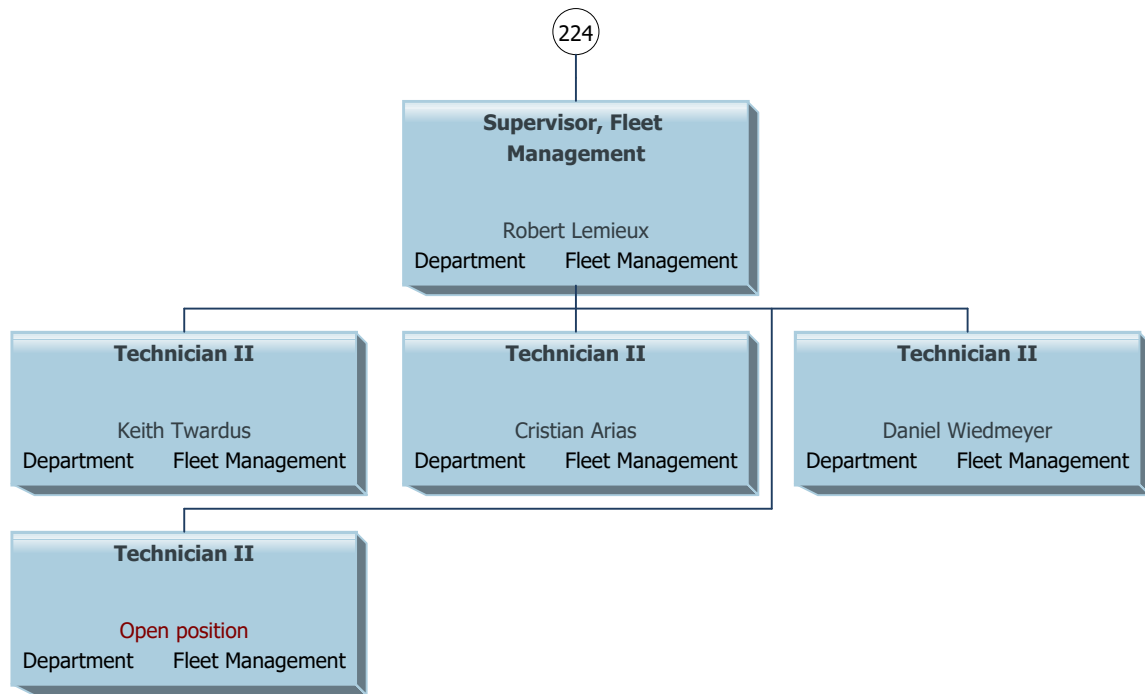 224
Supervisor, Fleet
Management
Robert Lemieux
Department Fleet Management
Technician II
Keith Twardus
Department Fleet Management
Technician II
Cristian Arias
Department Fleet Management
Technician II
Daniel Wiedmeyer
Department Fleet Management
Technician II
Open position
Department Fleet Management